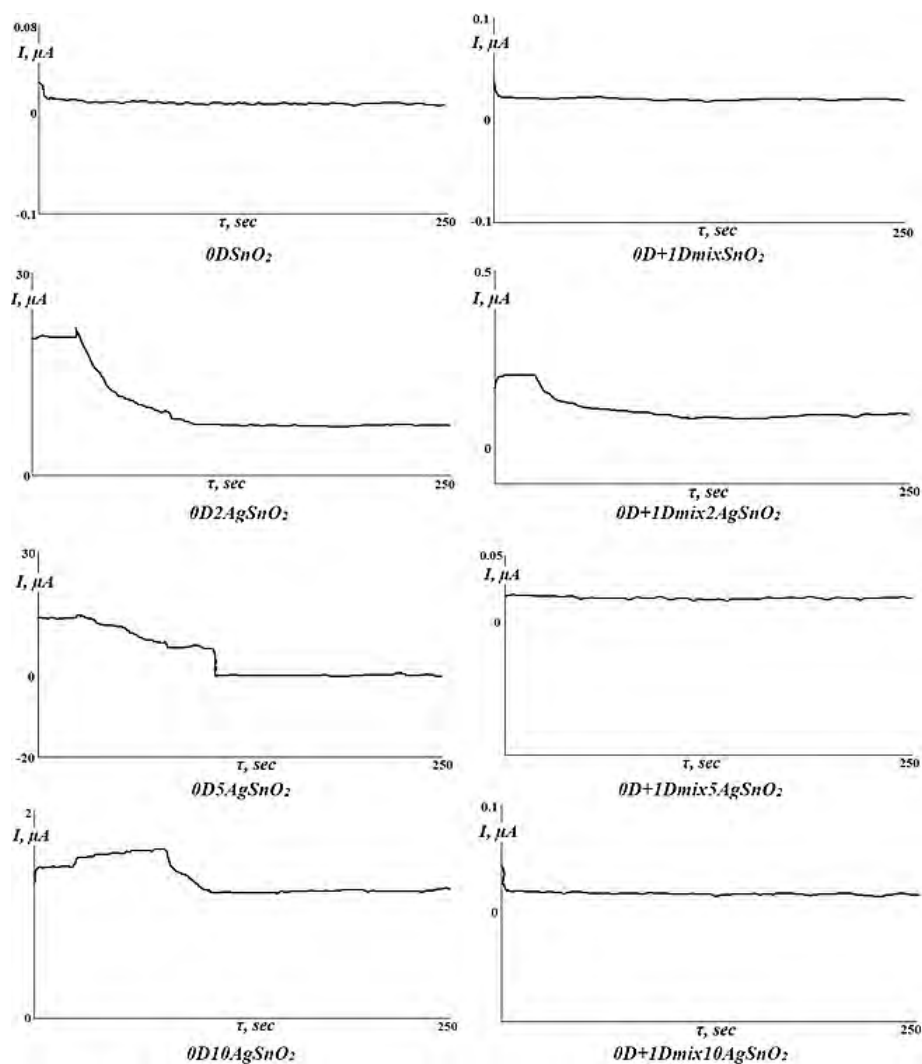 0.08
I, µA
0
-0.1
τ, sec
250
0DSnO₂
0.1
I, µA
0
-0.1
τ, sec
250
0D+1DmixSnO₂
30
I, µA
0
τ, sec
250
0D2AgSnO₂
0.5
I, µA
0
τ, sec
250
0D+1Dmix2AgSnO₂
30
I, µA
0
-20
τ, sec
250
0D5AgSnO₂
0.05
I, µA
0
τ, sec
250
0D+1Dmix5AgSnO₂
2
I, µA
0
τ, sec
250
0D10AgSnO₂
0.1
I, µA
0
τ, sec
250
0D+1Dmix10AgSnO₂